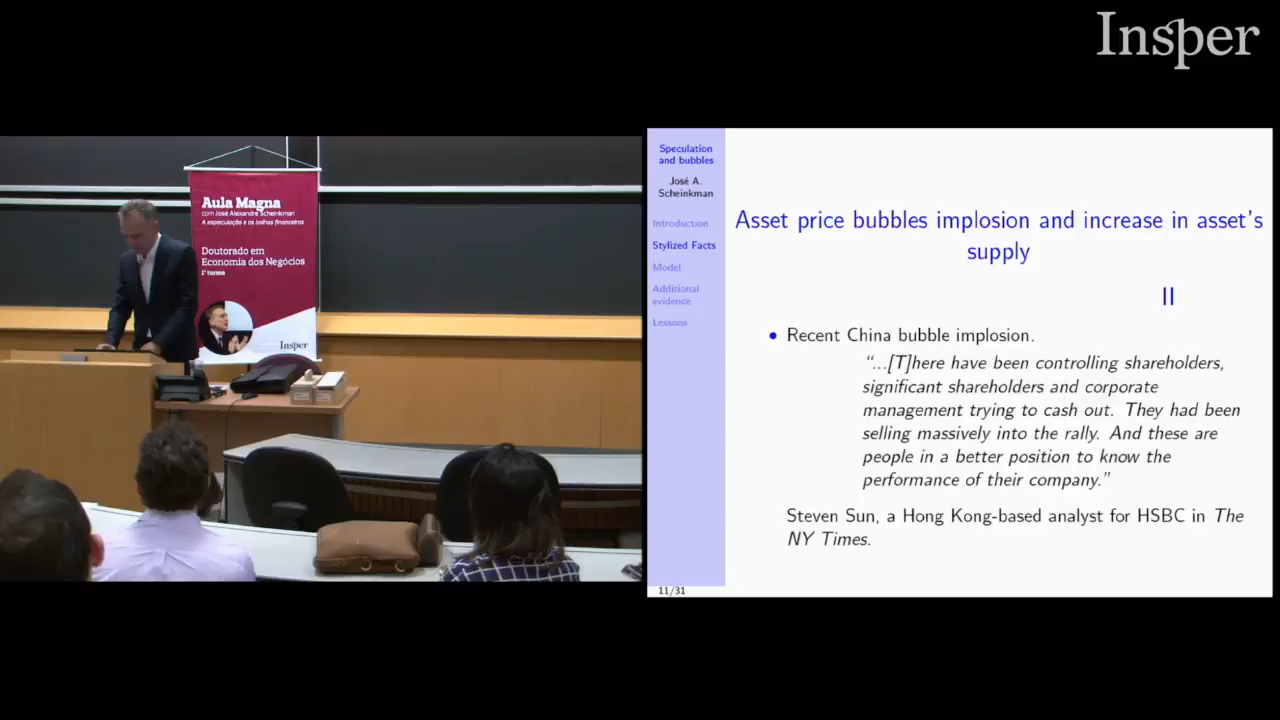 Insper
Aula Magna
com José Alexandre Scheinkman
A especulação e as bolhas financeiras
Doutorado em
Economia dos Negócios
1ª turma
Insper
Speculation
and bubbles
José A.
Scheinkman
Introduction
Stylized Facts
Model
Additional
evidence
Lessons
Asset price bubbles implosion and increase in asset's
supply
II
• Recent China bubble implosion.
“...[T]here have been controlling shareholders,
significant shareholders and corporate
management trying to cash out. They had been
selling massively into the rally. And these are
people in a better position to know the
performance of their company.”
Steven Sun, a Hong Kong-based analyst for HSBC in The
NY Times.
11/31